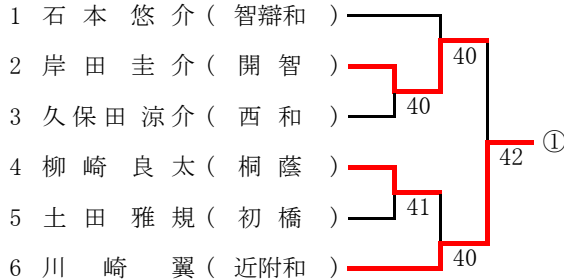 1 石本 悠介(智辯和)
40
2 岸田圭介(開智)
40
3 久保田涼介(西和)
42 ①
4 柳崎良太(桐蔭)
41
5 土田雅規(初橋)
40
6 川崎 翼(近附和)